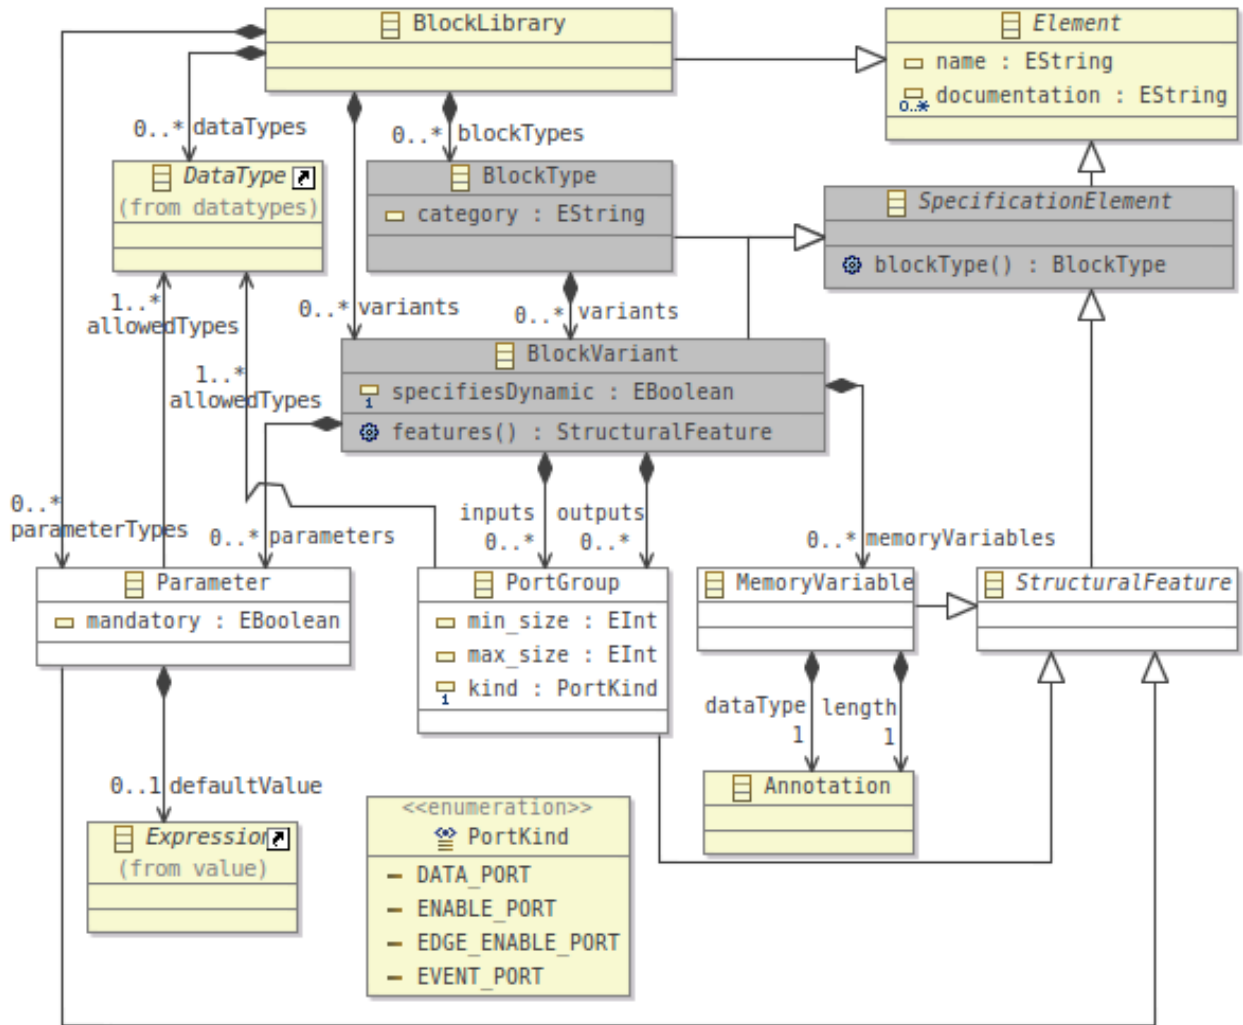 BlockLibrary
Element
name : EString
0..* documentation : EString
0..* dataTypes
0..* blockTypes
DataType
(from datatypes)
BlockType
category : EString
SpecificationElement
blockType() : BlockType
1..*
allowedTypes
0..* variants
0..* variants
BlockVariant
1 specifiesDynamic : EBoolean
features() : StructuralFeature
1..*
allowedTypes
0..*
parameterTypes
0..* parameters
inputs
0..*
outputs
0..*
0..* memoryVariables
Parameter
mandatory : EBoolean
PortGroup
min_size : EInt
max_size : EInt
1 kind : PortKind
MemoryVariable
StructuralFeature
dataType
1
length
1
0..1 defaultValue
Annotation
Expression
(from value)
<<enumeration>>
PortKind
DATA_PORT
ENABLE_PORT
EDGE_ENABLE_PORT
EVENT_PORT